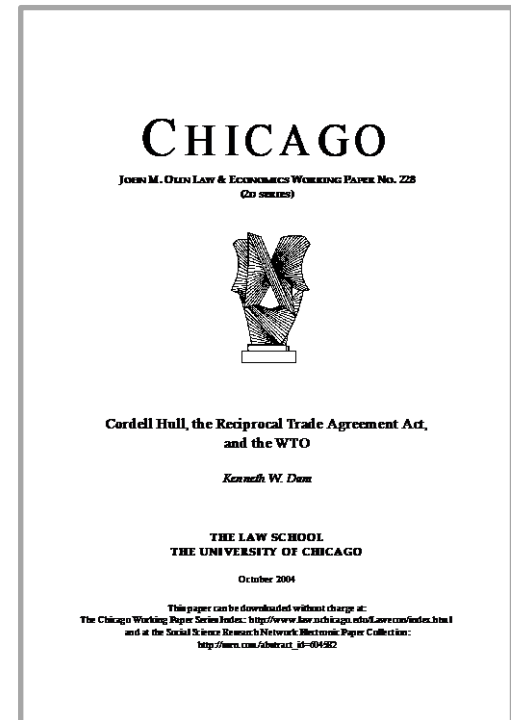 CHICAGO
JOHN M. OLIN LAW & ECONOMICS WORKING PAPER NO. 228
(2D SERIES)
Cordell Hull, the Reciprocal Trade Agreement Act,
and the WTO
Kenneth W. Dam
THE LAW SCHOOL
THE UNIVERSITY OF CHICAGO
October 2004
This paper can be downloaded without charge at:
The Chicago Working Paper Series Index: http://www.law.uchicago.edu/Lawecon/index.html
and at the Social Science Research Network Electronic Paper Collection:
http://ssrn.com/abstract_id=604582